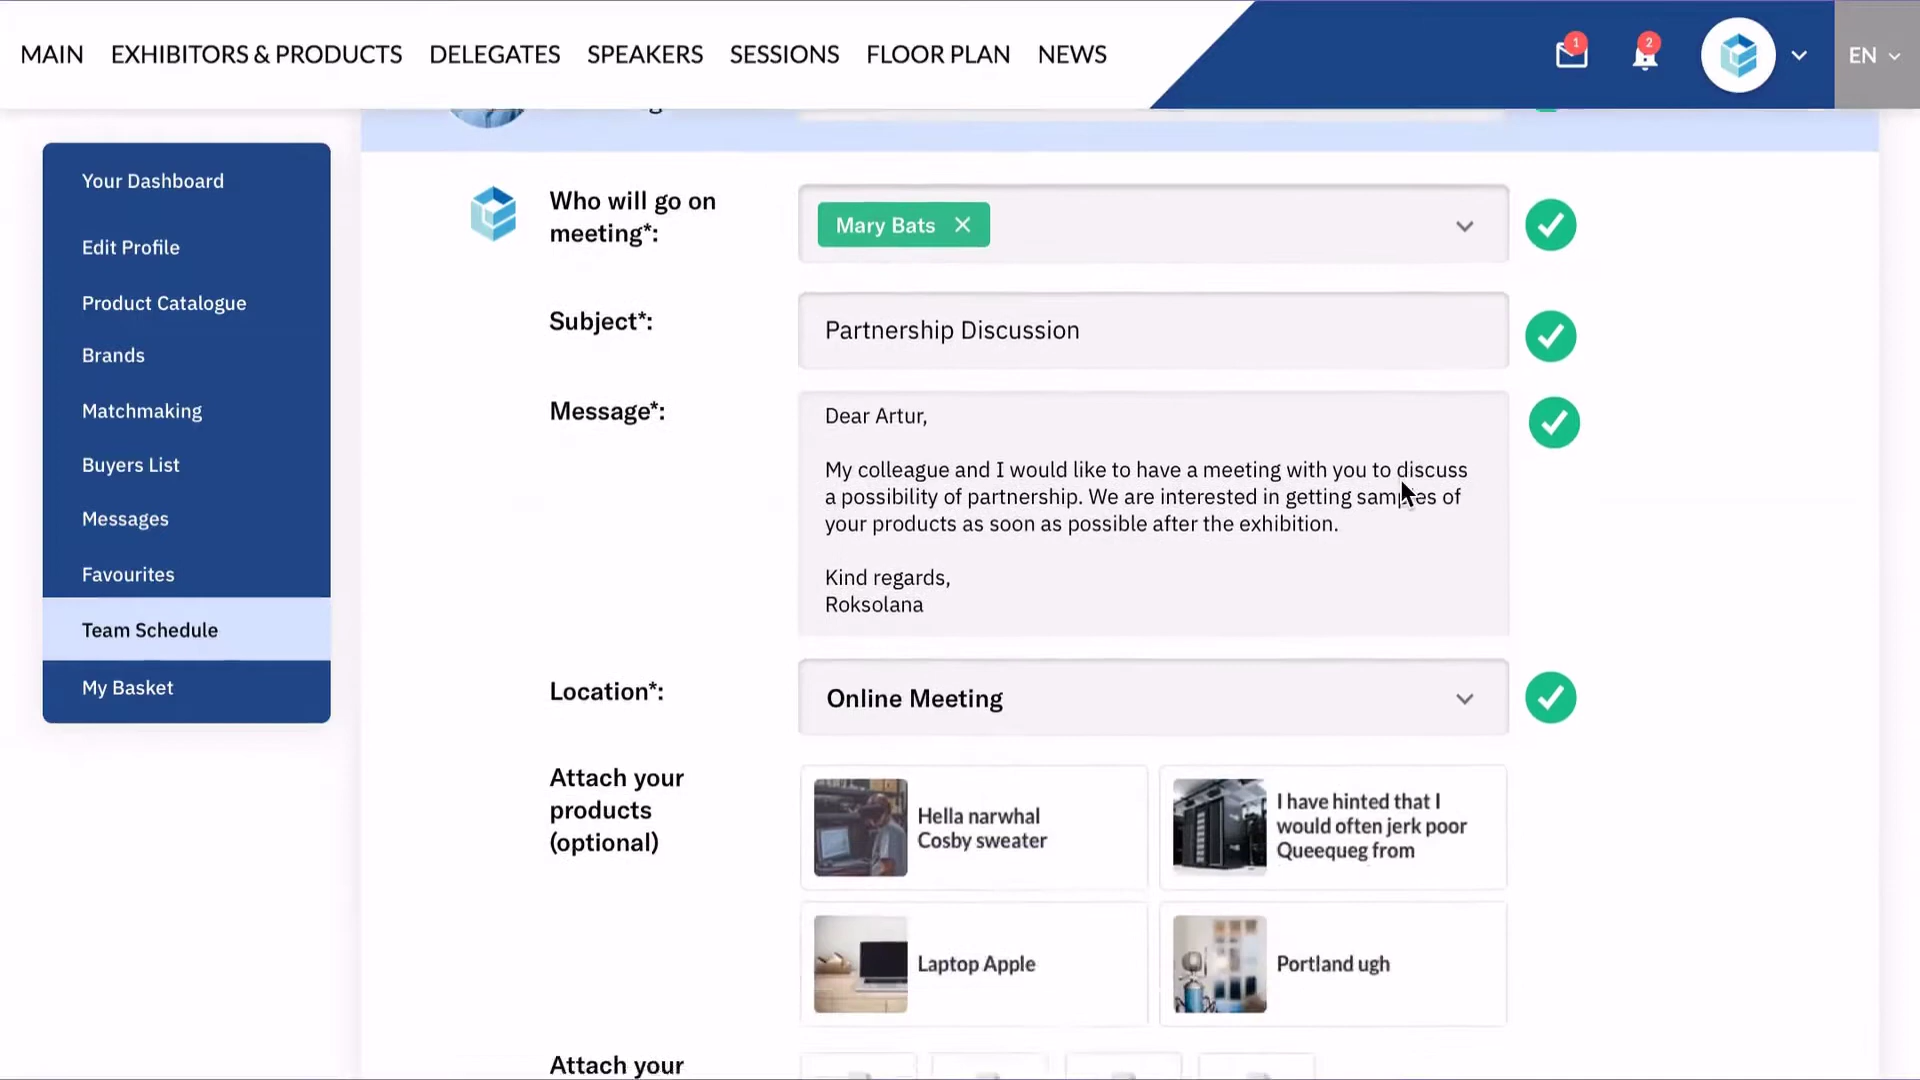 MAIN EXHIBITORS & PRODUCTS DELEGATES SPEAKERS SESSIONS FLOOR PLAN NEWS
1
2
EN
Your Dashboard
Edit Profile
Product Catalogue
Brands
Matchmaking
Buyers List
Messages
Favourites
Team Schedule
My Basket
Who will go on
meeting*:
Mary Bats
Subject*:
Partnership Discussion
Message*:
Dear Artur,
My colleague and I would like to have a meeting with you to discuss
a possibility of partnership. We are interested in getting samples of
your products as soon as possible after the exhibition.
Kind regards,
Roksolana
Location*:
Online Meeting
Attach your
products
(optional)
Hella narwhal
Cosby sweater
I have hinted that I
would often jerk poor
Queequeg from
Laptop Apple
Portland ugh
Attach your